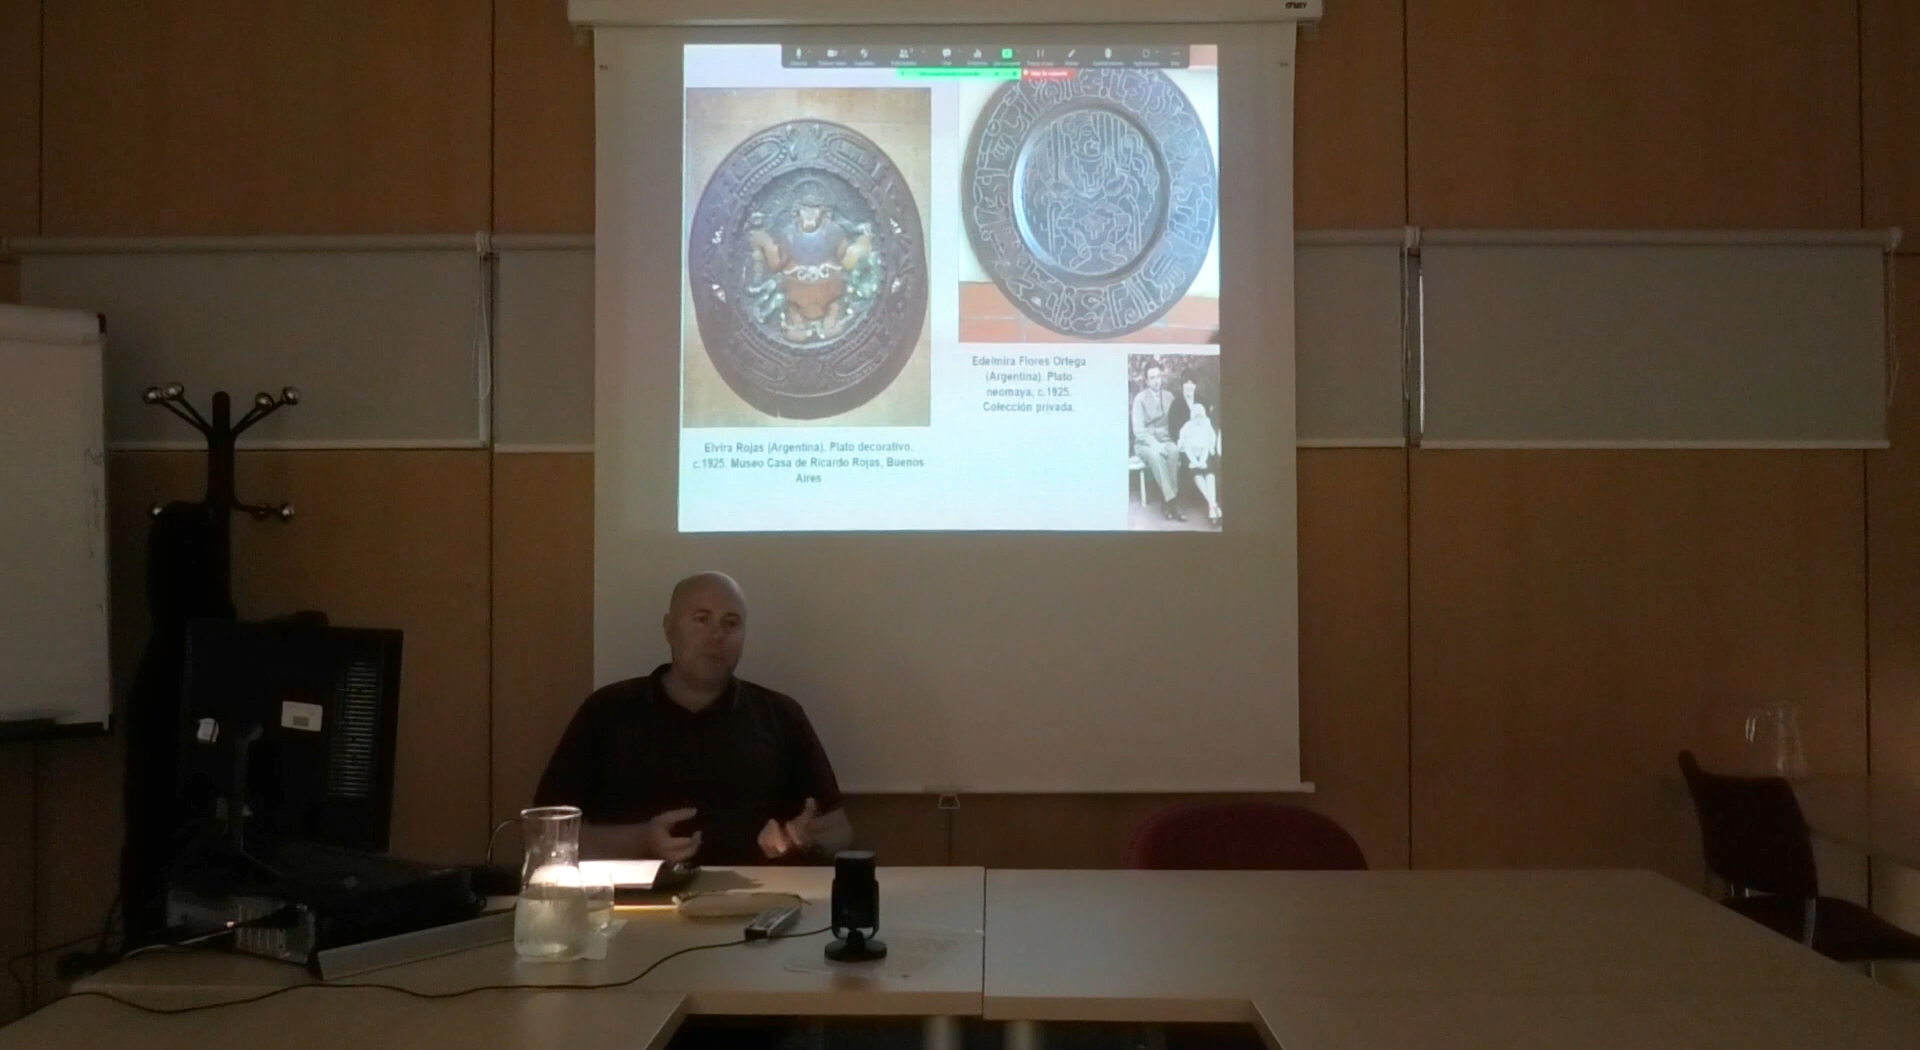 Elvira Rojas (Argentina). Plato decorativo,
c.1925. Museo Casa de Ricardo Rojas, Buenos
Aires
Edelmira Flores Ortega
(Argentina). Plato
neomaya, c.1925.
Colección privada.